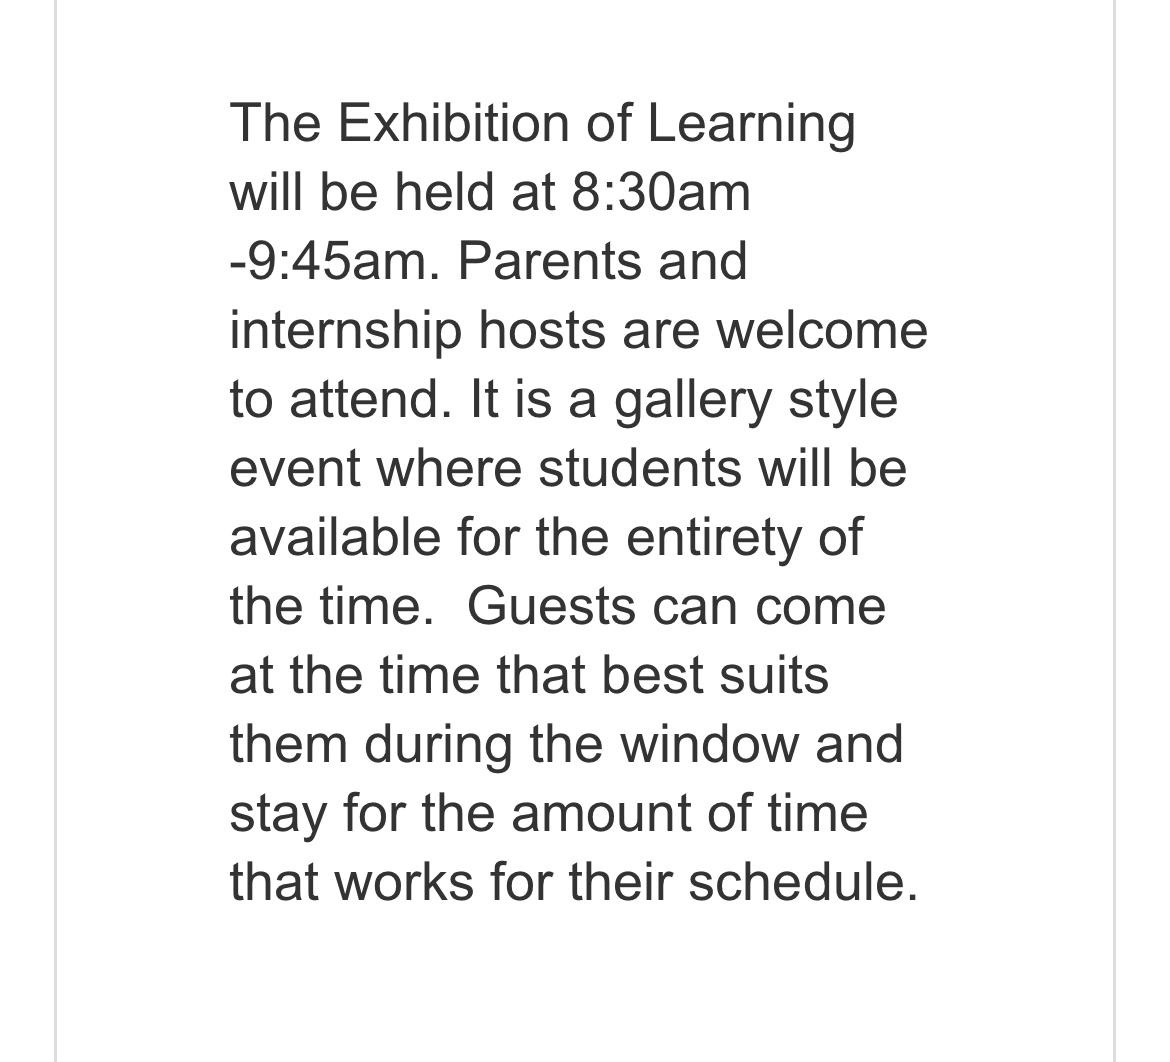 The Exhibition of Learning
will be held at 8:30am
-9:45am. Parents and
internship hosts are welcome
to attend. It is a gallery style
event where students will be
available for the entirety of
the time.  Guests can come
at the time that best suits
them during the window and
stay for the amount of time
that works for their schedule.